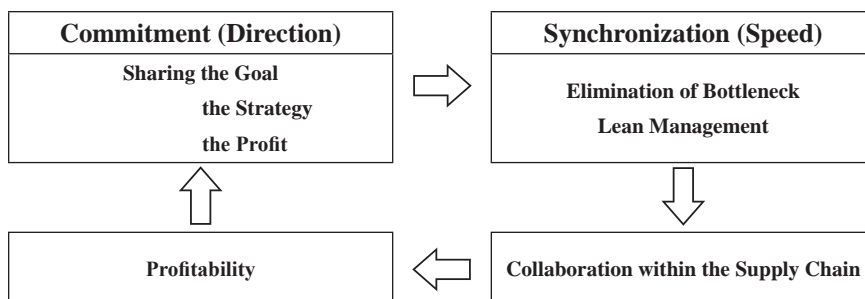 Commitment (Direction)
Sharing the Goal
the Strategy
the Profit
Synchronization (Speed)
Elimination of Bottleneck
Lean Management
Profitability
Collaboration within the Supply Chain